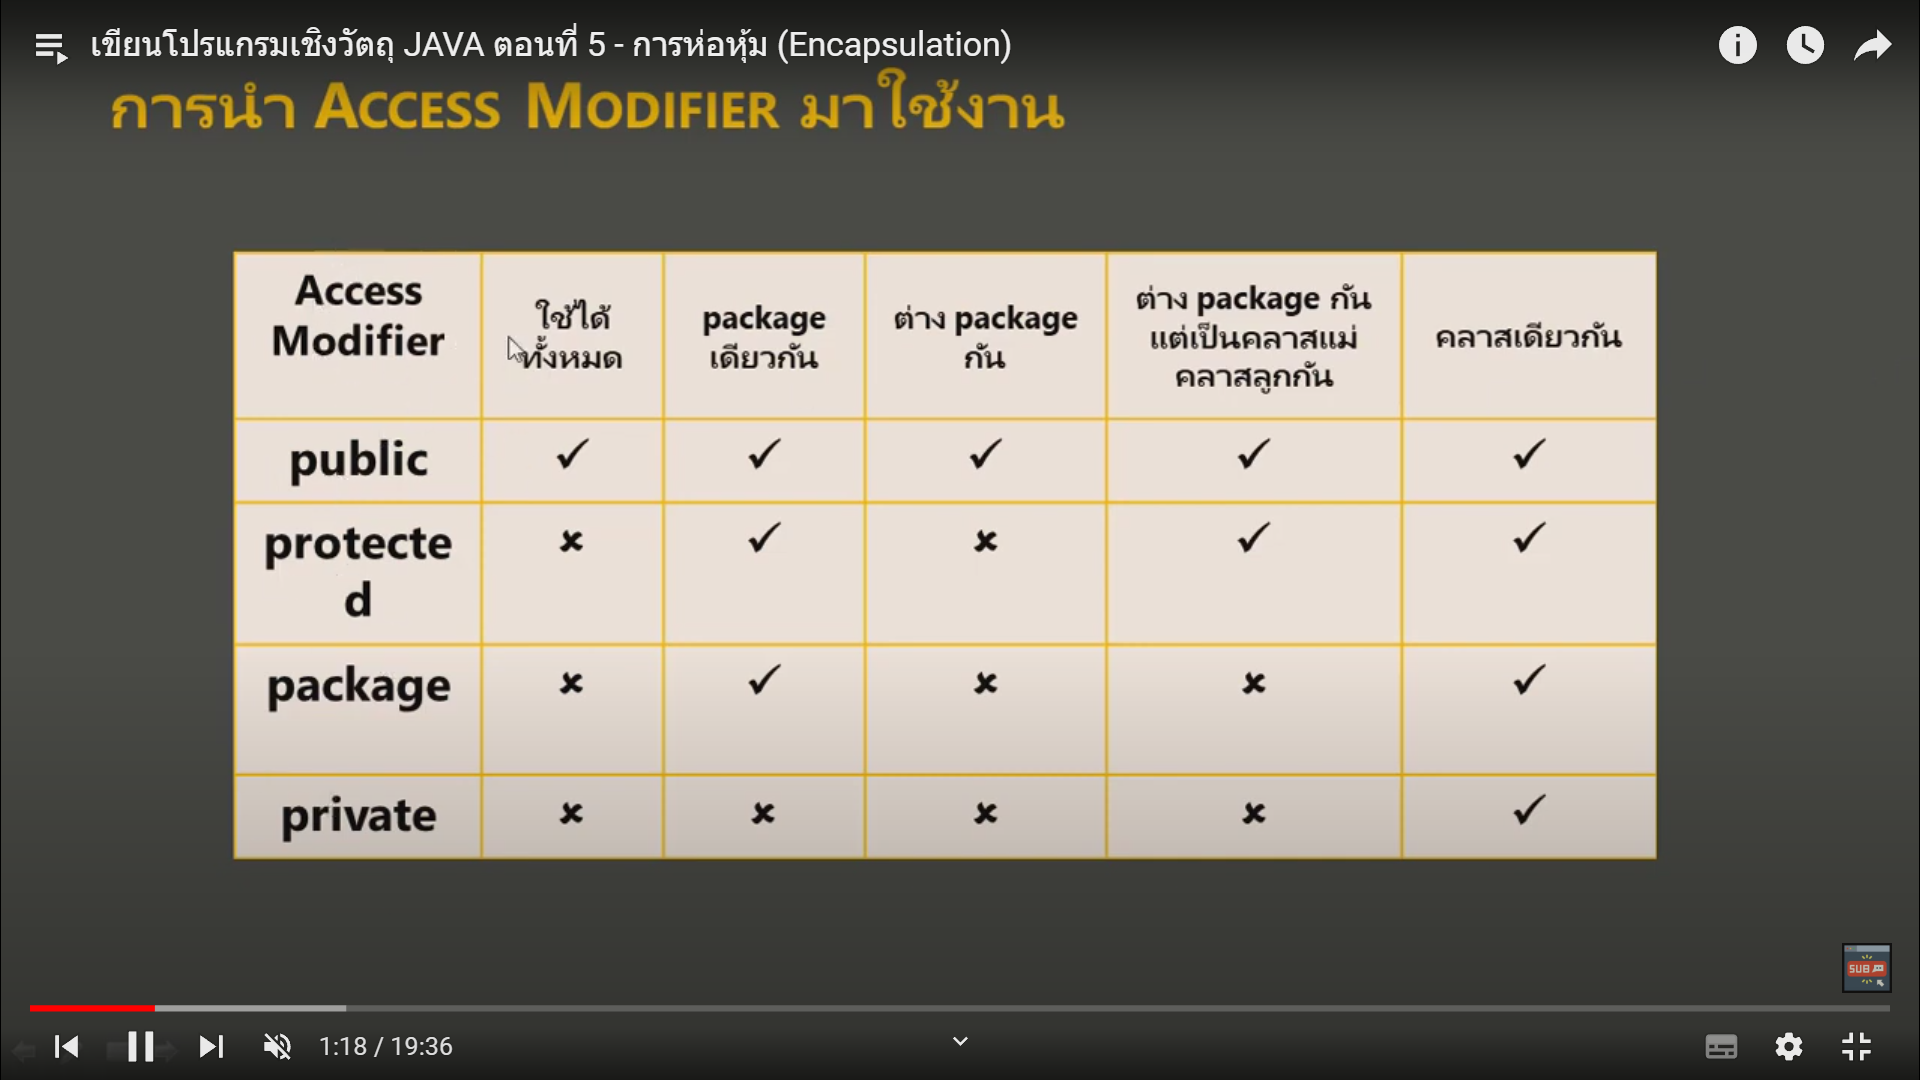 เขียนโปรแกรมเชิงวัตถุ JAVA ตอนที่ 5 - การห่อหุ้ม (Encapsulation)
การนำ ACCESS MODIFIER มาใช้งาน
Access
Modifier
ใช้ได้
ทั้งหมด
package
เดียวกัน
ต่าง package
กัน
ต่าง package กัน
แต่เป็นคลาสแม่
คลาสลูกกัน
คลาสเดียวกัน
public ✓ ✓ ✓ ✓ ✓
protecte ✗ ✓ ✗ ✓ ✓
d
package ✗ ✓ ✗ ✗ ✓
private ✗ ✗ ✗ ✗ ✓
SUB
1:18 / 19:36